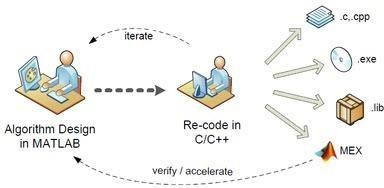 iterate
.c,.cpp
.exe
.lib
MEX
Algorithm Design
in MATLAB
Re-code in
C/C++
verify / accelerate